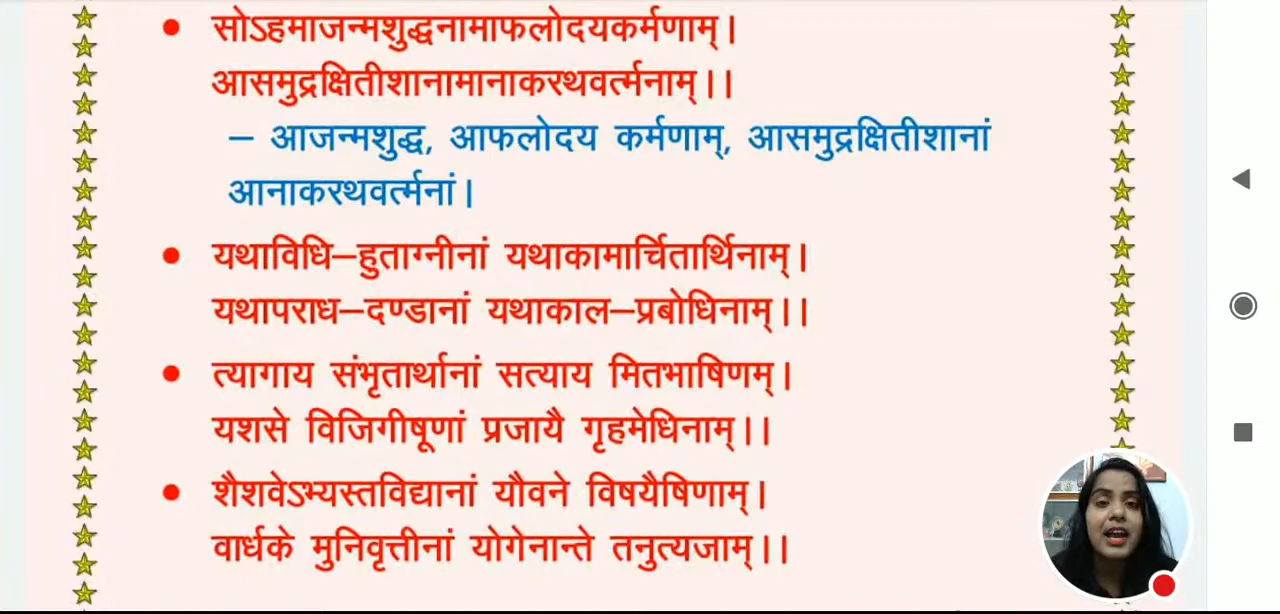 • सोऽहमाजन्मशुद्धनामाफलोदयकर्मणाम्।
आसमुद्रक्षितीशानामानाकरथवर्त्मनाम्।।
– आजन्मशुद्ध, आफलोदय कर्मणाम्, आसमुद्रक्षितीशानां
आनाकरथवर्त्मनां।
• यथाविधि–हुताग्नीनां यथाकामार्चितार्थिनाम्।
यथापराध–दण्डानां यथाकाल–प्रबोधिनाम्।।
• त्यागाय संभृतार्थानां सत्याय मितभाषिणम्।
यशसे विजिगीषूणां प्रजायै गृहमेधिनाम्।।
• शैशवेऽभ्यस्तविद्यानां यौवने विषयैषिणाम्।
वार्धके मुनिवृत्तीनां योगेनान्ते तनुत्यजाम्।।